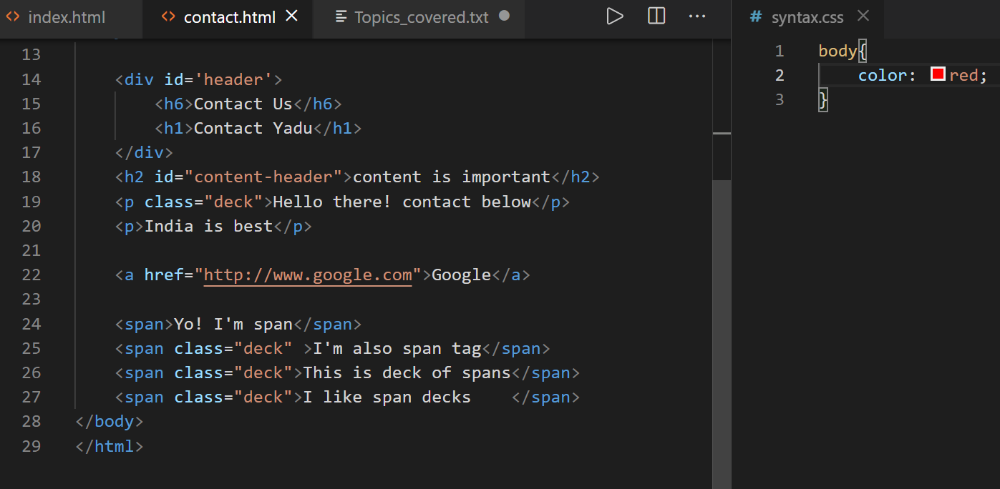 index.html
contact.html
Topics_covered.txt
13
14 <div id='header'>
15 <h6>Contact Us</h6>
16 <h1>Contact Yadu</h1>
17 </div>
18 <h2 id="content-header">content is important</h2>
19 <p class="deck">Hello there! contact below</p>
20 <p>India is best</p>
21
22 <a href="http://www.google.com">Google</a>
23
24 <span>Yo! I'm span</span>
25 <span class="deck" >I'm also span tag</span>
26 <span class="deck">This is deck of spans</span>
27 <span class="deck">I like span decks    </span>
28 </body>
29 </html>
# syntax.css
1 body{
2 color: red;
3 }